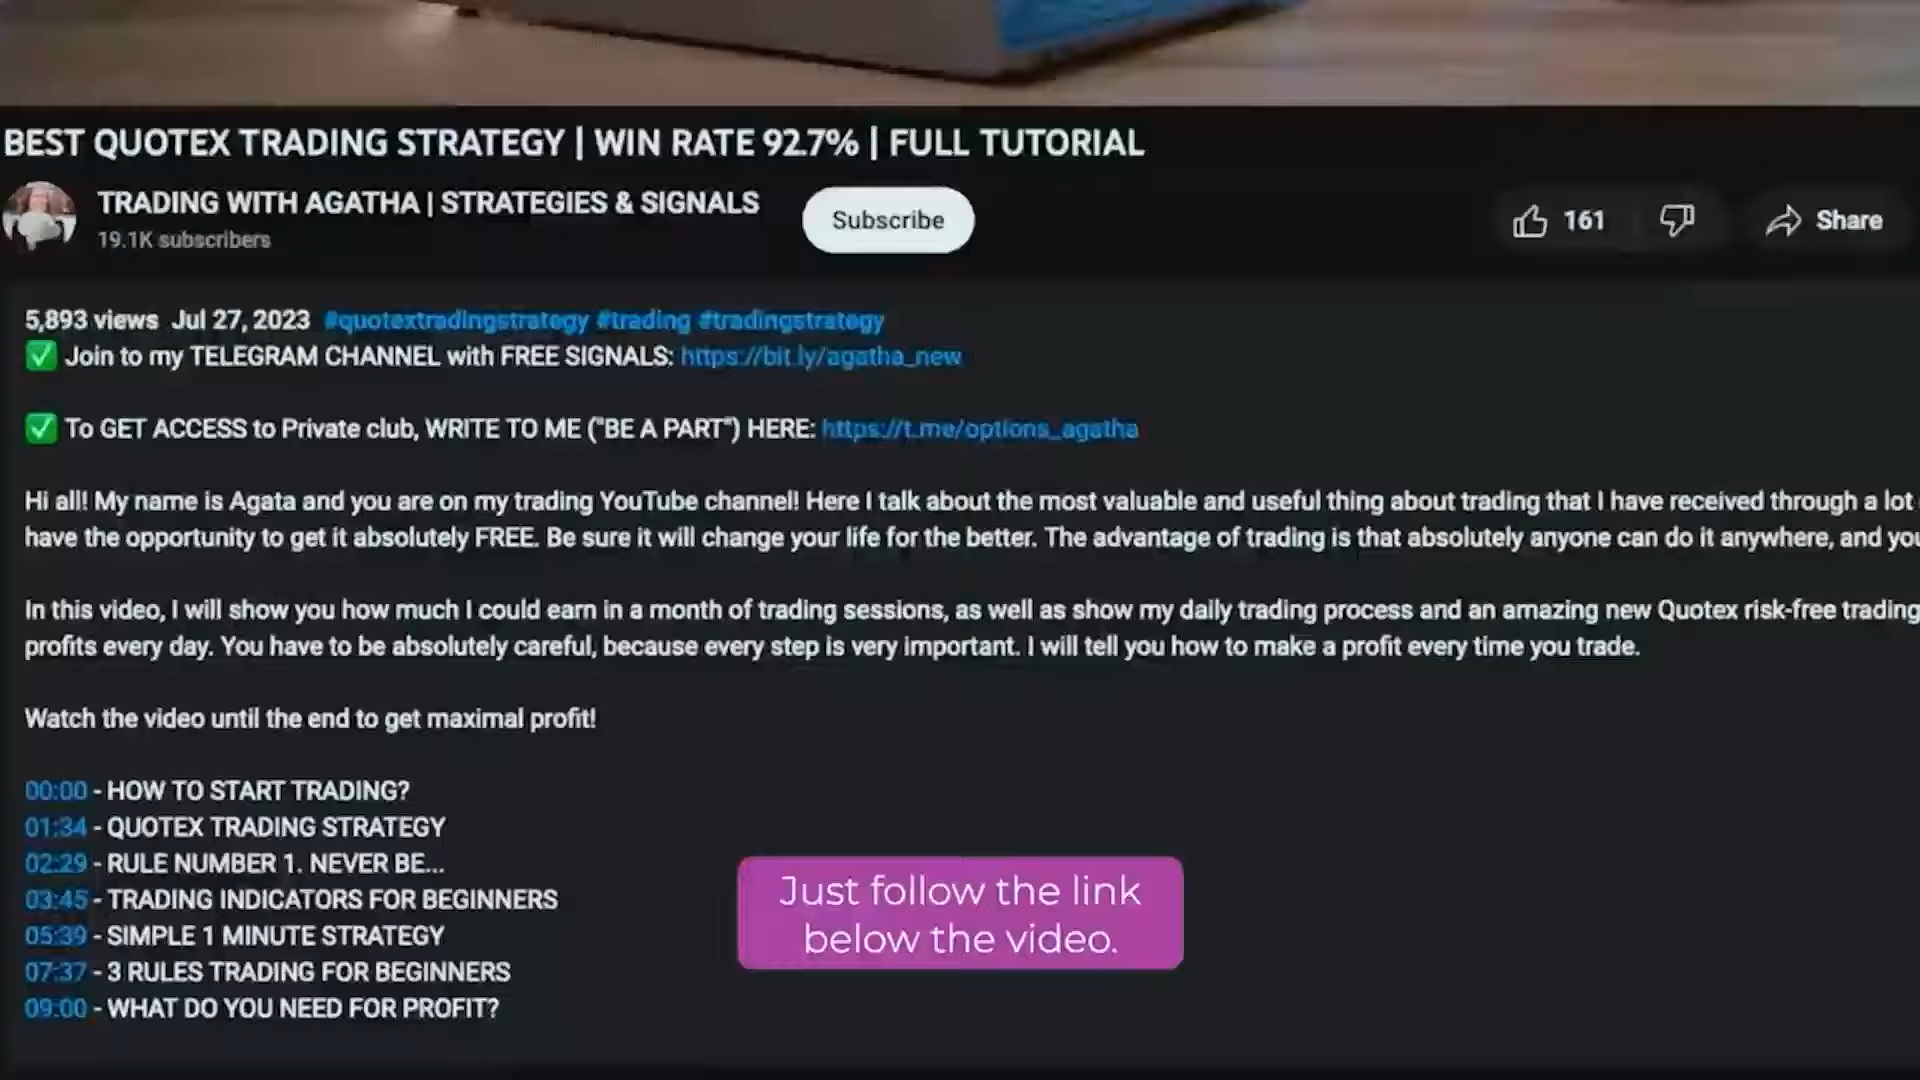 BEST QUOTEX TRADING STRATEGY | WIN RATE 92.7% | FULL TUTORIAL
TRADING WITH AGATHA | STRATEGIES & SIGNALS
19.1K subscribers
Subscribe
161
Share
5,893 views Jul 27, 2023 #quotextradingstrategy #trading #tradingstrategy
✅ Join to my TELEGRAM CHANNEL with FREE SIGNALS: https://bit.ly/agatha_new
✅ To GET ACCESS to Private club, WRITE TO ME ("BE A PART") HERE: https://t.me/options_agatha
Hi all! My name is Agata and you are on my trading YouTube channel! Here I talk about the most valuable and useful thing about trading that I have received through a lot
have the opportunity to get it absolutely FREE. Be sure it will change your life for the better. The advantage of trading is that absolutely anyone can do it anywhere, and you
In this video, I will show you how much I could earn in a month of trading sessions, as well as show my daily trading process and an amazing new Quotex risk-free trading
profits every day. You have to be absolutely careful, because every step is very important. I will tell you how to make a profit every time you trade.
Watch the video until the end to get maximal profit!
00:00 - HOW TO START TRADING?
01:34 - QUOTEX TRADING STRATEGY
02:29 - RULE NUMBER 1. NEVER BE...
03:45 - TRADING INDICATORS FOR BEGINNERS
05:39 - SIMPLE 1 MINUTE STRATEGY
07:37 - 3 RULES TRADING FOR BEGINNERS
09:00 - WHAT DO YOU NEED FOR PROFIT?
Just follow the link
below the video.